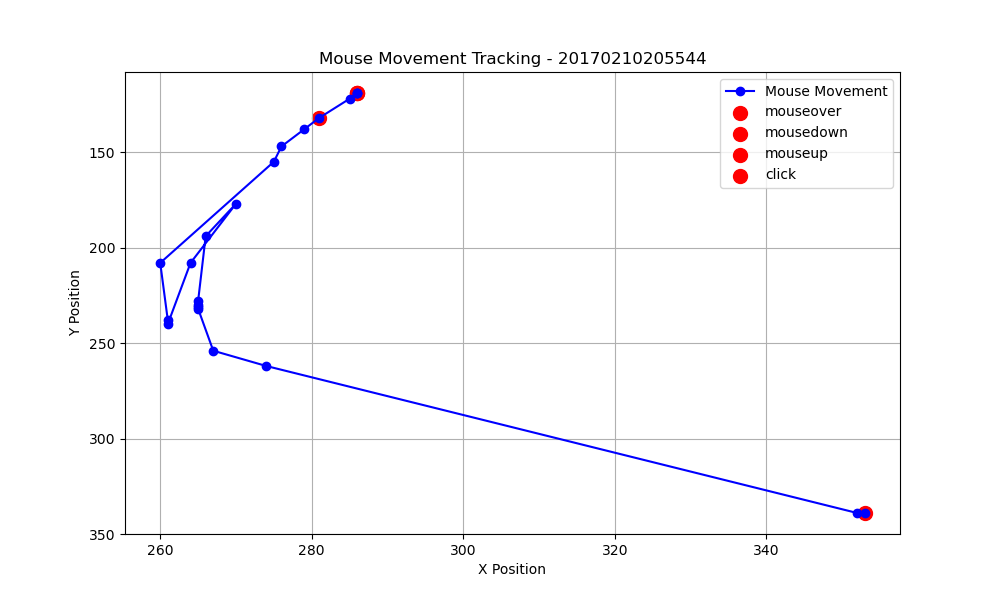 Mouse Movement Tracking - 20170210205544
Mouse Movement
mouseover
mousedown
mouseup
click
150
200
250
300
350
Y Position
260
280
300
320
340
X Position